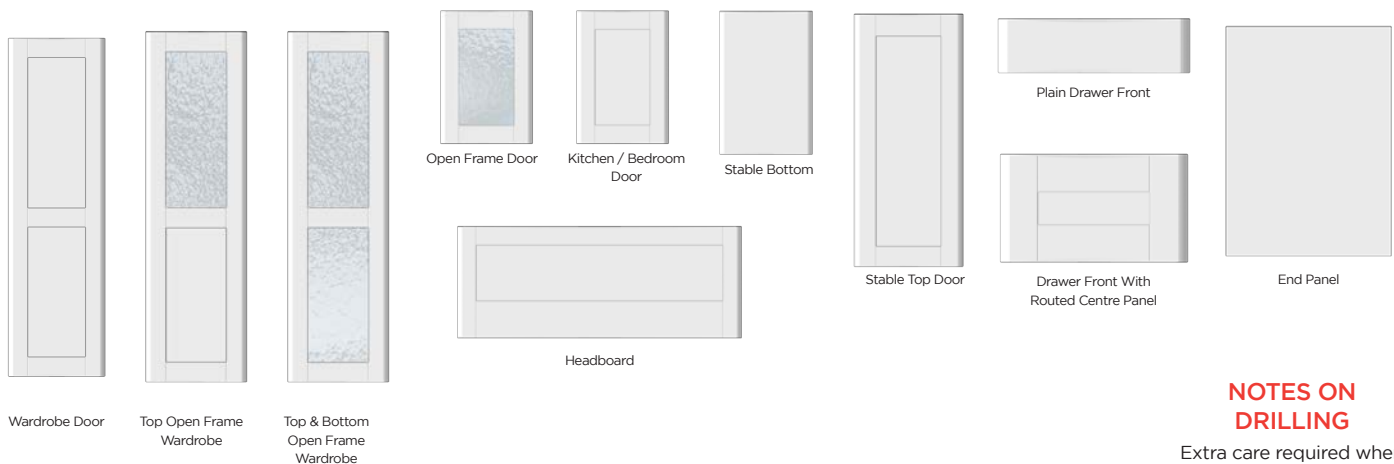 Wardrobe Door
Top Open Frame
Wardrobe
Top & Bottom
Open Frame
Wardrobe
Open Frame Door
Kitchen / Bedroom
Door
Stable Bottom
Headboard
Stable Top Door
Plain Drawer Front
Drawer Front With
Routed Centre Panel
End Panel
NOTES ON
DRILLING
Extra care required whe